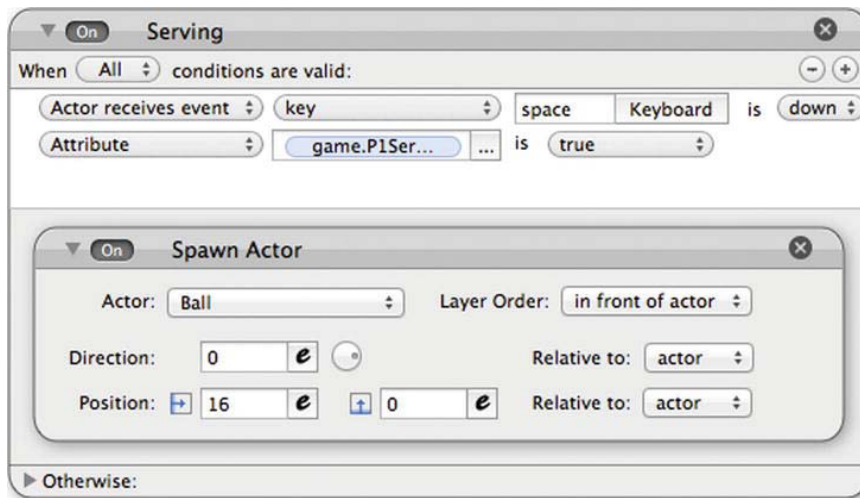 On Serving
When All conditions are valid:
Actor receives event key space Keyboard is down
Attribute game.P1Ser... ... is true
On Spawn Actor
Actor: Ball Layer Order: in front of actor
Direction: 0 e Relative to: actor
Position: 16 e 0 e Relative to: actor
Otherwise: